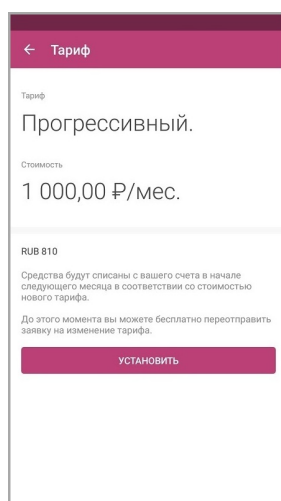 Тариф
Тариф
Прогрессивный.
Стоимость
1 000,00 ₽/мес.
RUB 810
Средства будут списаны с вашего счета в начале
следующего месяца в соответствии со стоимостью
нового тарифа.
До этого момента вы можете бесплатно переотправить
заявку на изменение тарифа.
УСТАНОВИТЬ